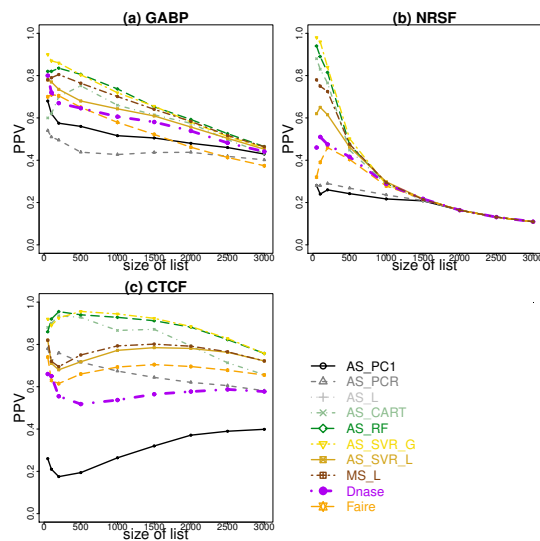 (a) GABP
PPV
1.0
0.8
0.6
0.4
0.2
0.0
0 500 1000 1500 2000 2500 3000
size of list
(b) NRSF
PPV
1.0
0.8
0.6
0.4
0.2
0.0
0 500 1000 1500 2000 2500 3000
size of list
(c) CTCF
PPV
1.0
0.8
0.6
0.4
0.2
0.0
0 500 1000 1500 2000 2500 3000
size of list
AS_PC1
AS_PCR
AS_L
AS_CART
AS_RF
AS_SVR_G
AS_SVR_L
MS_L
Dnase
Faire